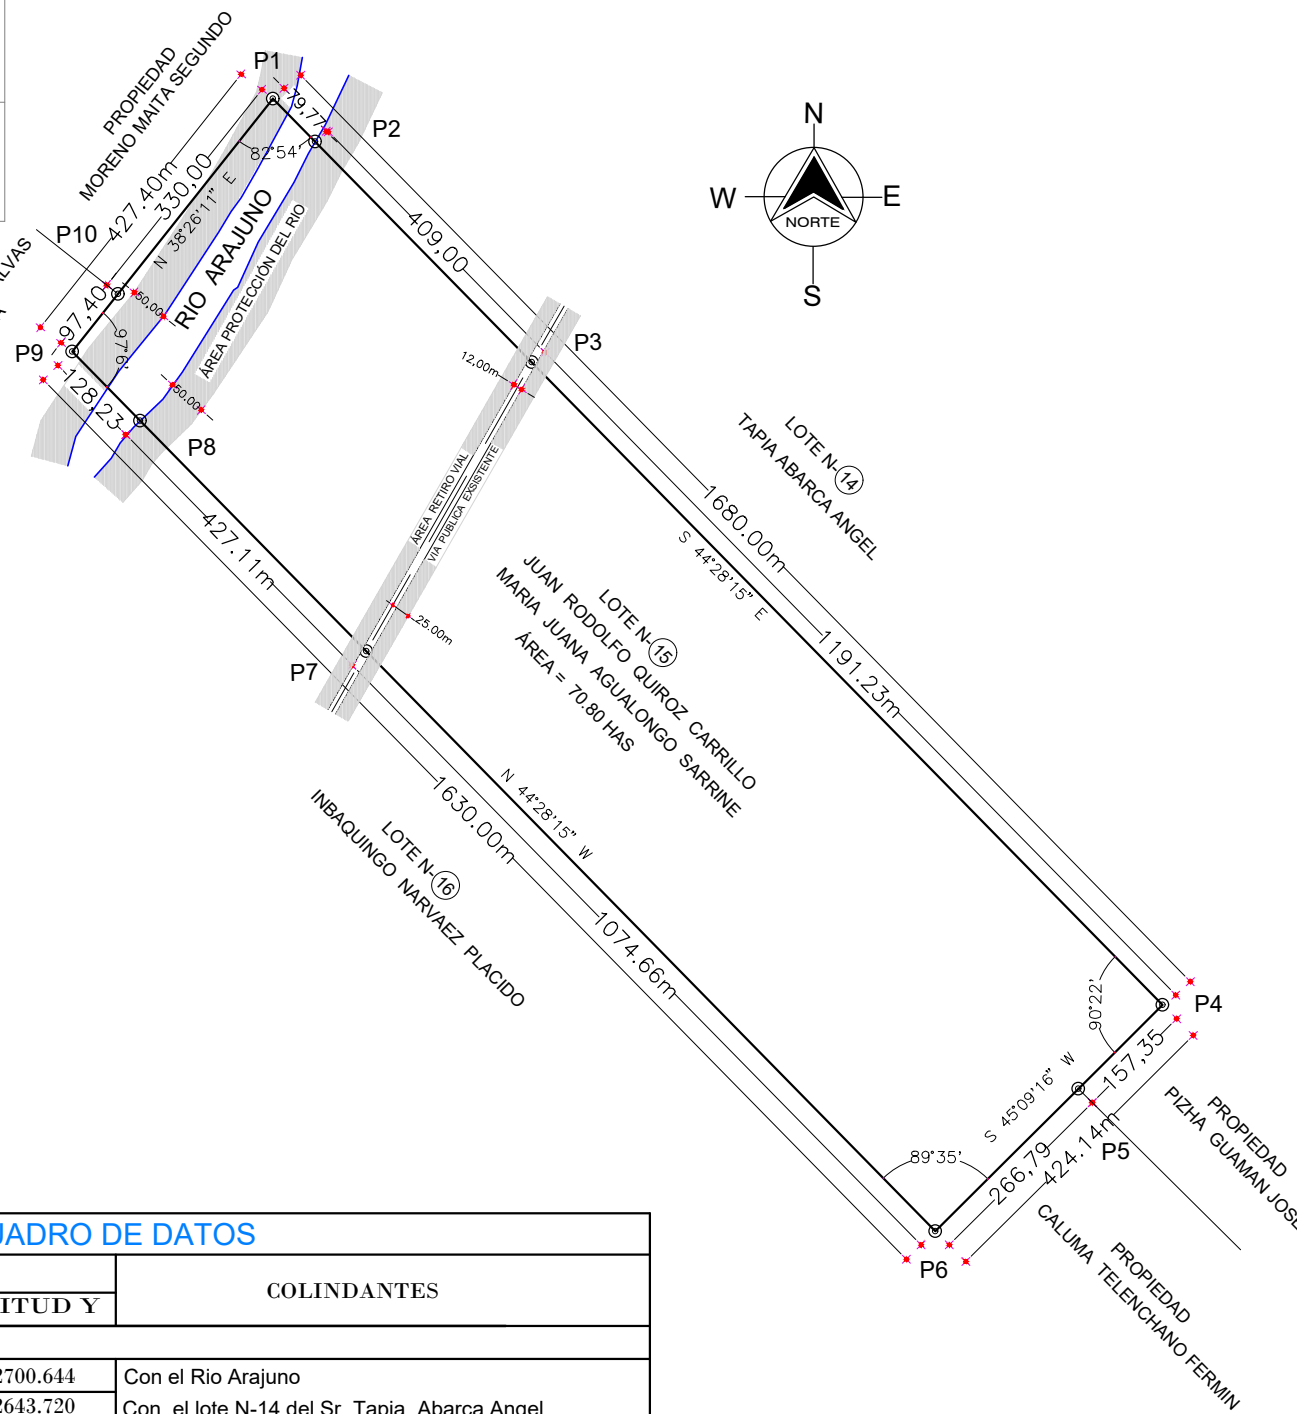 PROPIEDAD
MORENO MAITA SEGUNDO
P1
79,77
P2
82°54'
427.40m
330,00
N 38°26'11" E
P10
RIO ARAJUNO
ÁREA PROTECCIÓN DEL RIO
50,00
97,40
97°6'
P9
128,23
50.00
P8
409,00
N
W
E
NORTE
S
P3
12,00m
ÁREA RETIRO VIAL
VIA PUBLICA EXSISTENTE
25.00m
427.11m
P7
LOTE N-14
TAPIA ABARCA ANGEL
1680.00m
S 44°28'15" E
1191.23m
LOTE N-15
JUAN RODOLFO QUIROZ CARRILLO
MARIA JUANA AGUALONGO SARRINE
ÁREA = 70.80 HAS
N 44°28'15" W
1630.00m
LOTE N-16
INBAQUINGO NARVAEZ PLACIDO
1074.66m
90°22'
P4
157,35
S 45°09'16" W
89°35'
266,79
424.14m
P5
P6
PROPIEDAD
PIZHA GUAMAN JOSE
PROPIEDAD
CALUMA TELENCHANO FERMIN
UADRO DE DATOS
ITUD Y
COLINDANTES
2700.644
Con el Rio Arajuno
2643.720
Con el lote N-14 del Sr. Tapia Abarca Angel